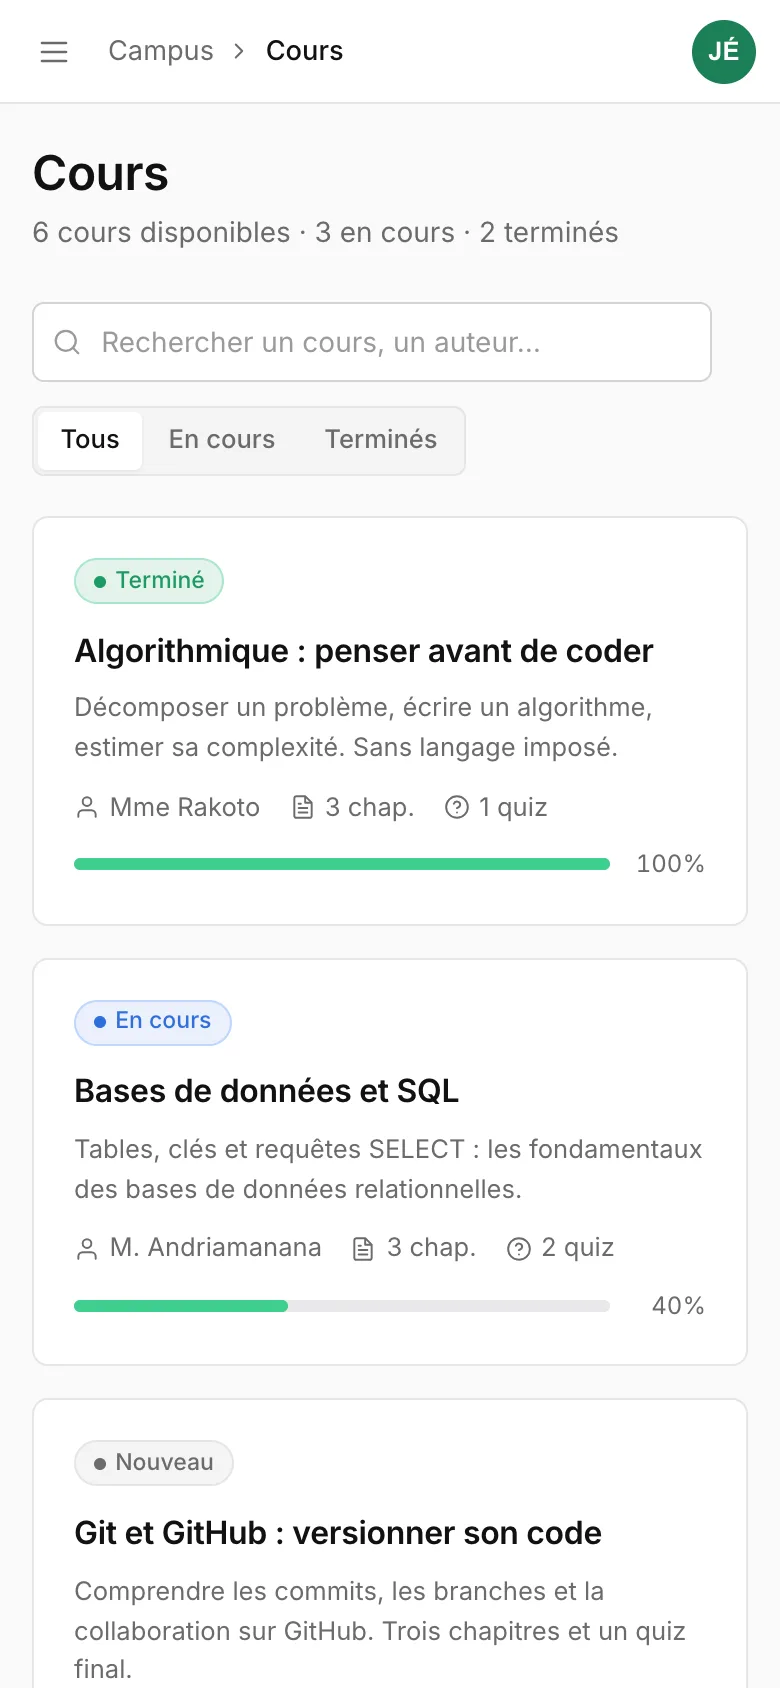 Campus > Cours
JÉ
Cours
6 cours disponibles · 3 en cours · 2 terminés
Rechercher un cours, un auteur...
Tous En cours Terminés
Terminé
Algorithmique : penser avant de coder
Décomposer un problème, écrire un algorithme,
estimer sa complexité. Sans langage imposé.
Mme Rakoto 3 chap. 1 quiz
100%
En cours
Bases de données et SQL
Tables, clés et requêtes SELECT : les fondamentaux
des bases de données relationnelles.
M. Andriamanana 3 chap. 2 quiz
40%
Nouveau
Git et GitHub : versionner son code
Comprendre les commits, les branches et la
collaboration sur GitHub. Trois chapitres et un quiz
final.